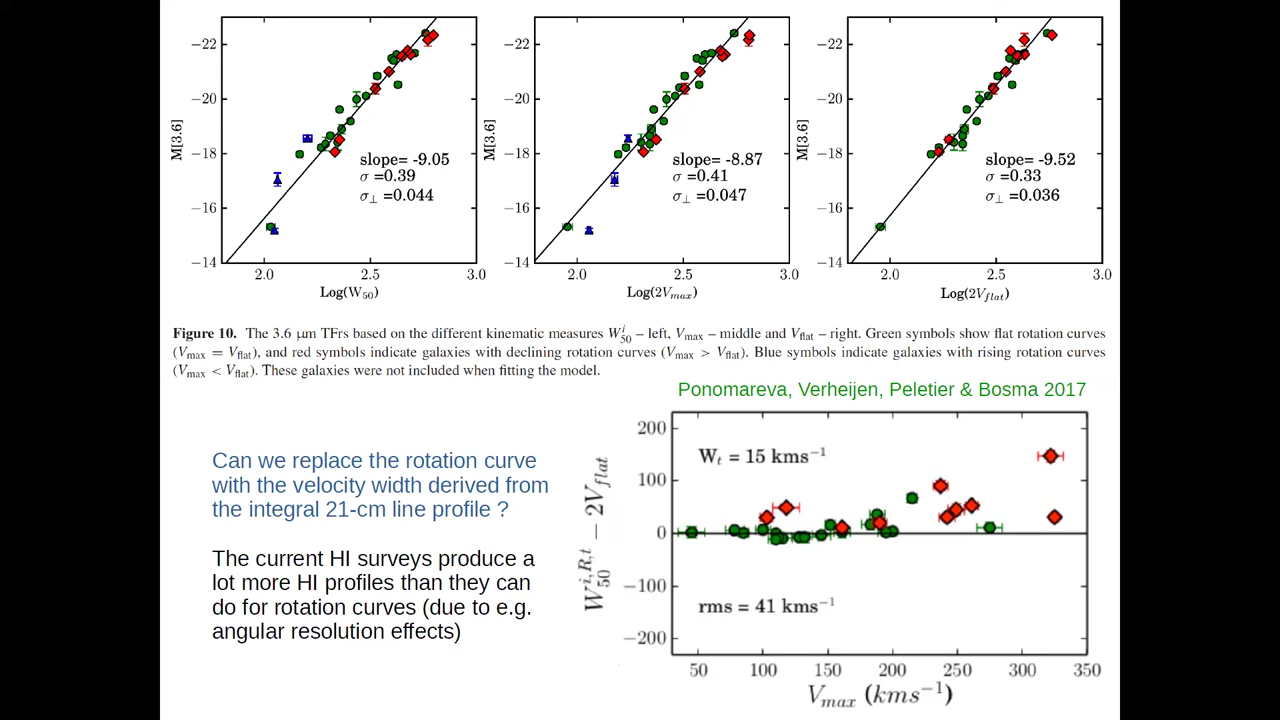 −22
−20
−18
−16
−14
M[3.6]
slope= -9.05
σ =0.39
σ⊥ =0.044
2.0 2.5 3.0
Log(W₅₀)
−22
−20
−18
−16
−14
M[3.6]
slope= -8.87
σ =0.41
σ⊥ =0.047
2.0 2.5 3.0
Log(2Vmax)
−22
−20
−18
−16
−14
M[3.6]
slope= -9.52
σ =0.33
σ⊥ =0.036
2.0 2.5 3.0
Log(2Vflat)
Figure 10. The 3.6 μm TFRs based on the different kinematic measures Wⁱ₅₀ – left, Vmax – middle and Vflat – right. Green symbols show flat rotation curves
(Vmax = Vflat), and red symbols indicate galaxies with declining rotation curves (Vmax > Vflat). Blue symbols indicate galaxies with rising rotation curves
(Vmax < Vflat). These galaxies were not included when fitting the model.
Ponomareva, Verheijen, Peletier & Bosma 2017
Can we replace the rotation curve
with the velocity width derived from
the integral 21-cm line profile ?
The current HI surveys produce a
lot more HI profiles than they can
do for rotation curves (due to e.g.
angular resolution effects)
200
100
0
−100
−200
W₅₀^{i,R,t} − 2Vflat
Wₜ = 15 kms⁻¹
rms = 41 kms⁻¹
50 100 150 200 250 300 350
Vmax (kms⁻¹)